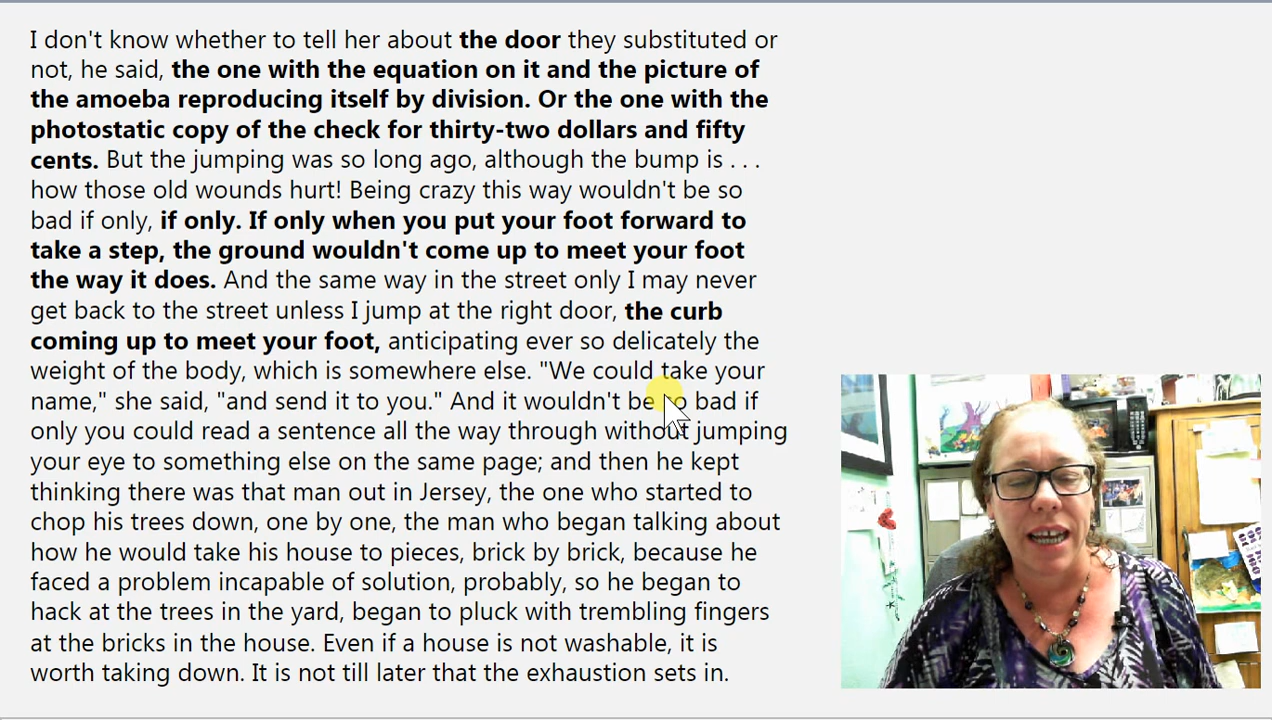 I don't know whether to tell her about the door they substituted or
not, he said, the one with the equation on it and the picture of
the amoeba reproducing itself by division. Or the one with the
photostatic copy of the check for thirty-two dollars and fifty
cents. But the jumping was so long ago, although the bump is . . .
how those old wounds hurt! Being crazy this way wouldn't be so
bad if only, if only. If only when you put your foot forward to
take a step, the ground wouldn't come up to meet your foot
the way it does. And the same way in the street only I may never
get back to the street unless I jump at the right door, the curb
coming up to meet your foot, anticipating ever so delicately the
weight of the body, which is somewhere else. "We could take your
name," she said, "and send it to you." And it wouldn't be so bad if
only you could read a sentence all the way through without jumping
your eye to something else on the same page; and then he kept
thinking there was that man out in Jersey, the one who started to
chop his trees down, one by one, the man who began talking about
how he would take his house to pieces, brick by brick, because he
faced a problem incapable of solution, probably, so he began to
hack at the trees in the yard, began to pluck with trembling fingers
at the bricks in the house. Even if a house is not washable, it is
worth taking down. It is not till later that the exhaustion sets in.